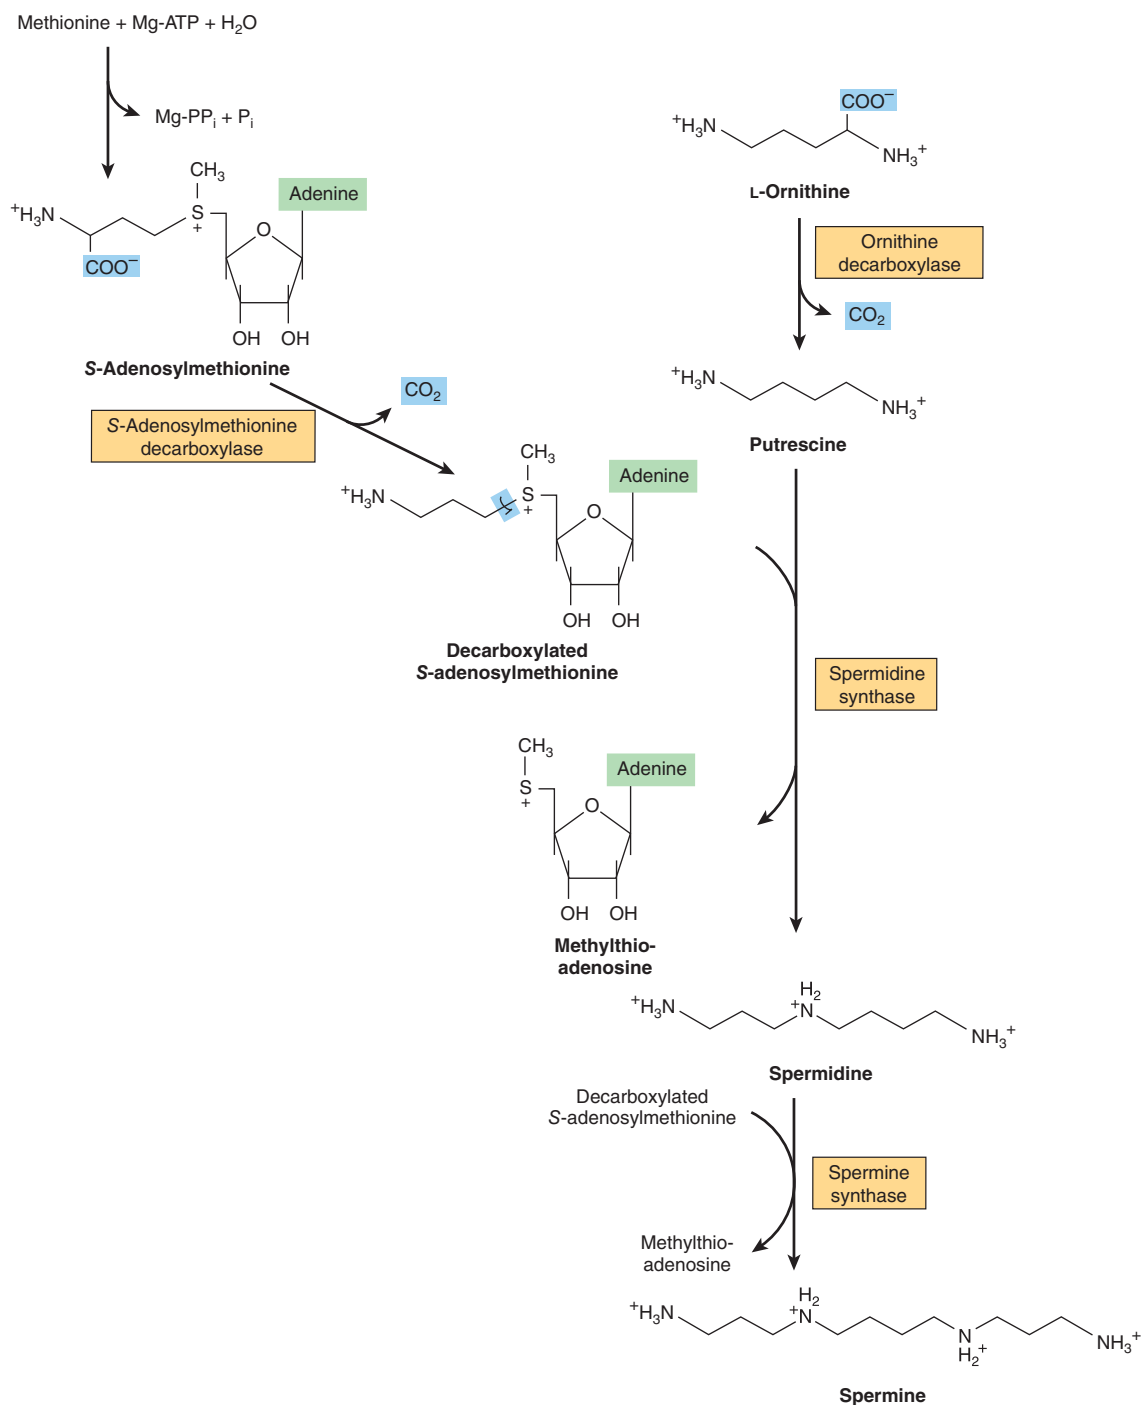 Methionine + Mg-ATP + H₂O
Mg-PPᵢ + Pᵢ
CH₃
Adenine
⁺H₃N
S
+
O
COO⁻
OH OH
S-Adenosylmethionine
CO₂
S-Adenosylmethionine
decarboxylase
COO⁻
⁺H₃N
NH₃⁺
L-Ornithine
Ornithine
decarboxylase
CO₂
⁺H₃N
NH₃⁺
Putrescine
CH₃
Adenine
⁺H₃N
S
+
O
OH OH
Decarboxylated
S-adenosylmethionine
Spermidine
synthase
CH₃
Adenine
S
+
O
OH OH
Methylthio-
adenosine
H₂
⁺H₃N
⁺N
NH₃⁺
Spermidine
Decarboxylated
S-adenosylmethionine
Spermine
synthase
Methylthio-
adenosine
H₂
⁺H₃N
⁺N
N
H₂⁺
NH₃⁺
Spermine